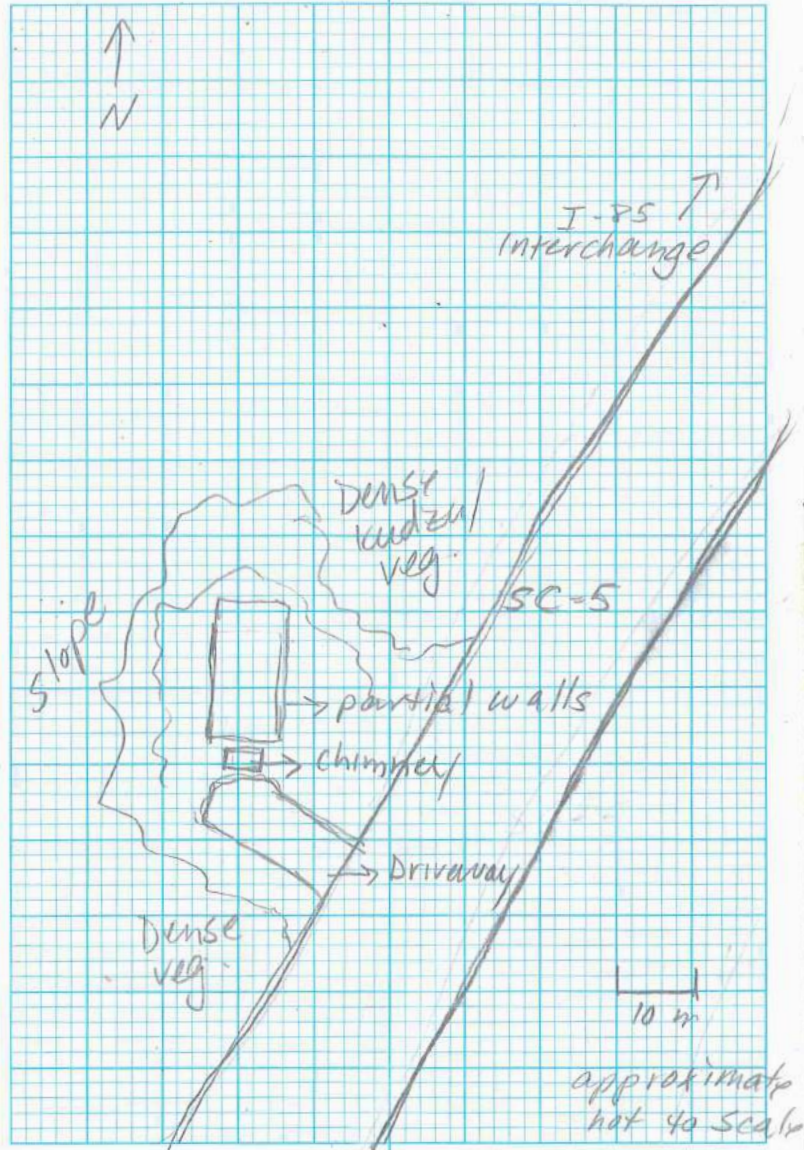 N
I-85
Interchange
Dense
kudzu/
veg.
SC-5
slope
partial walls
chimney
Driveway
Dense
veg.
10 m
approximate
not to scale